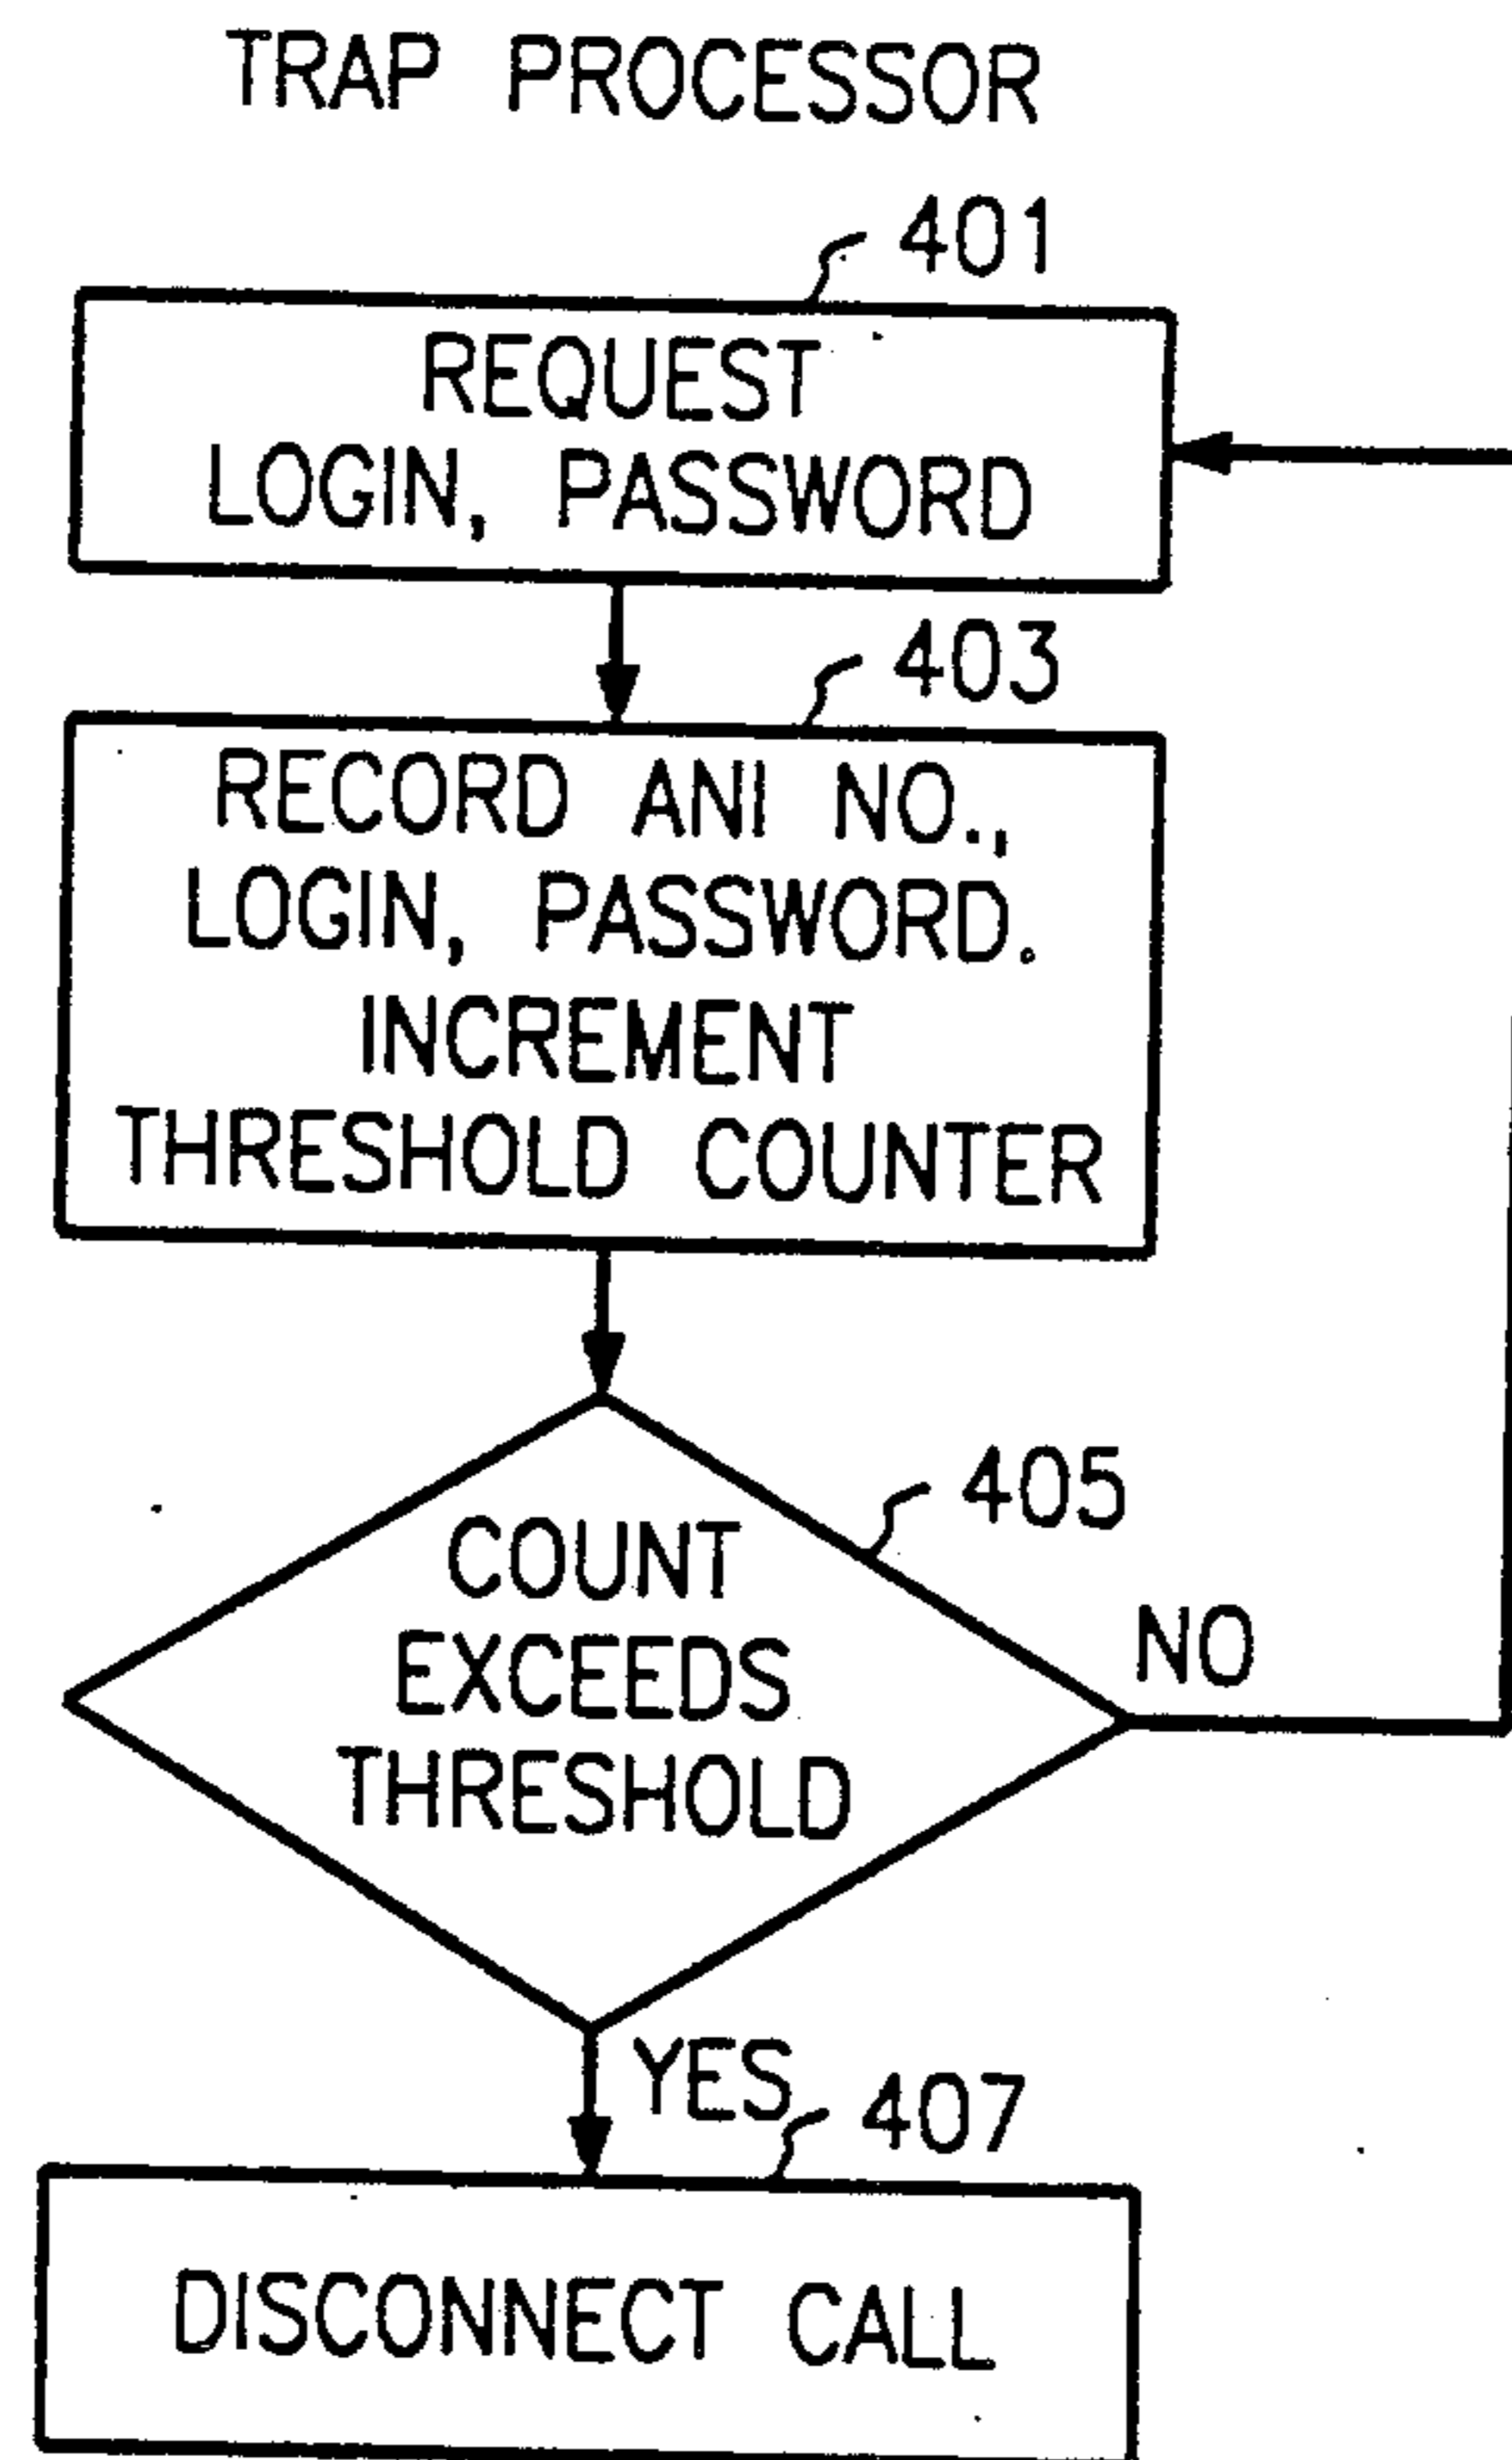 TRAP PROCESSOR
401
REQUEST
LOGIN, PASSWORD
403
RECORD ANI NO.,
LOGIN, PASSWORD.
INCREMENT
THRESHOLD COUNTER
405
COUNT
EXCEEDS
THRESHOLD
NO
YES
407
DISCONNECT CALL